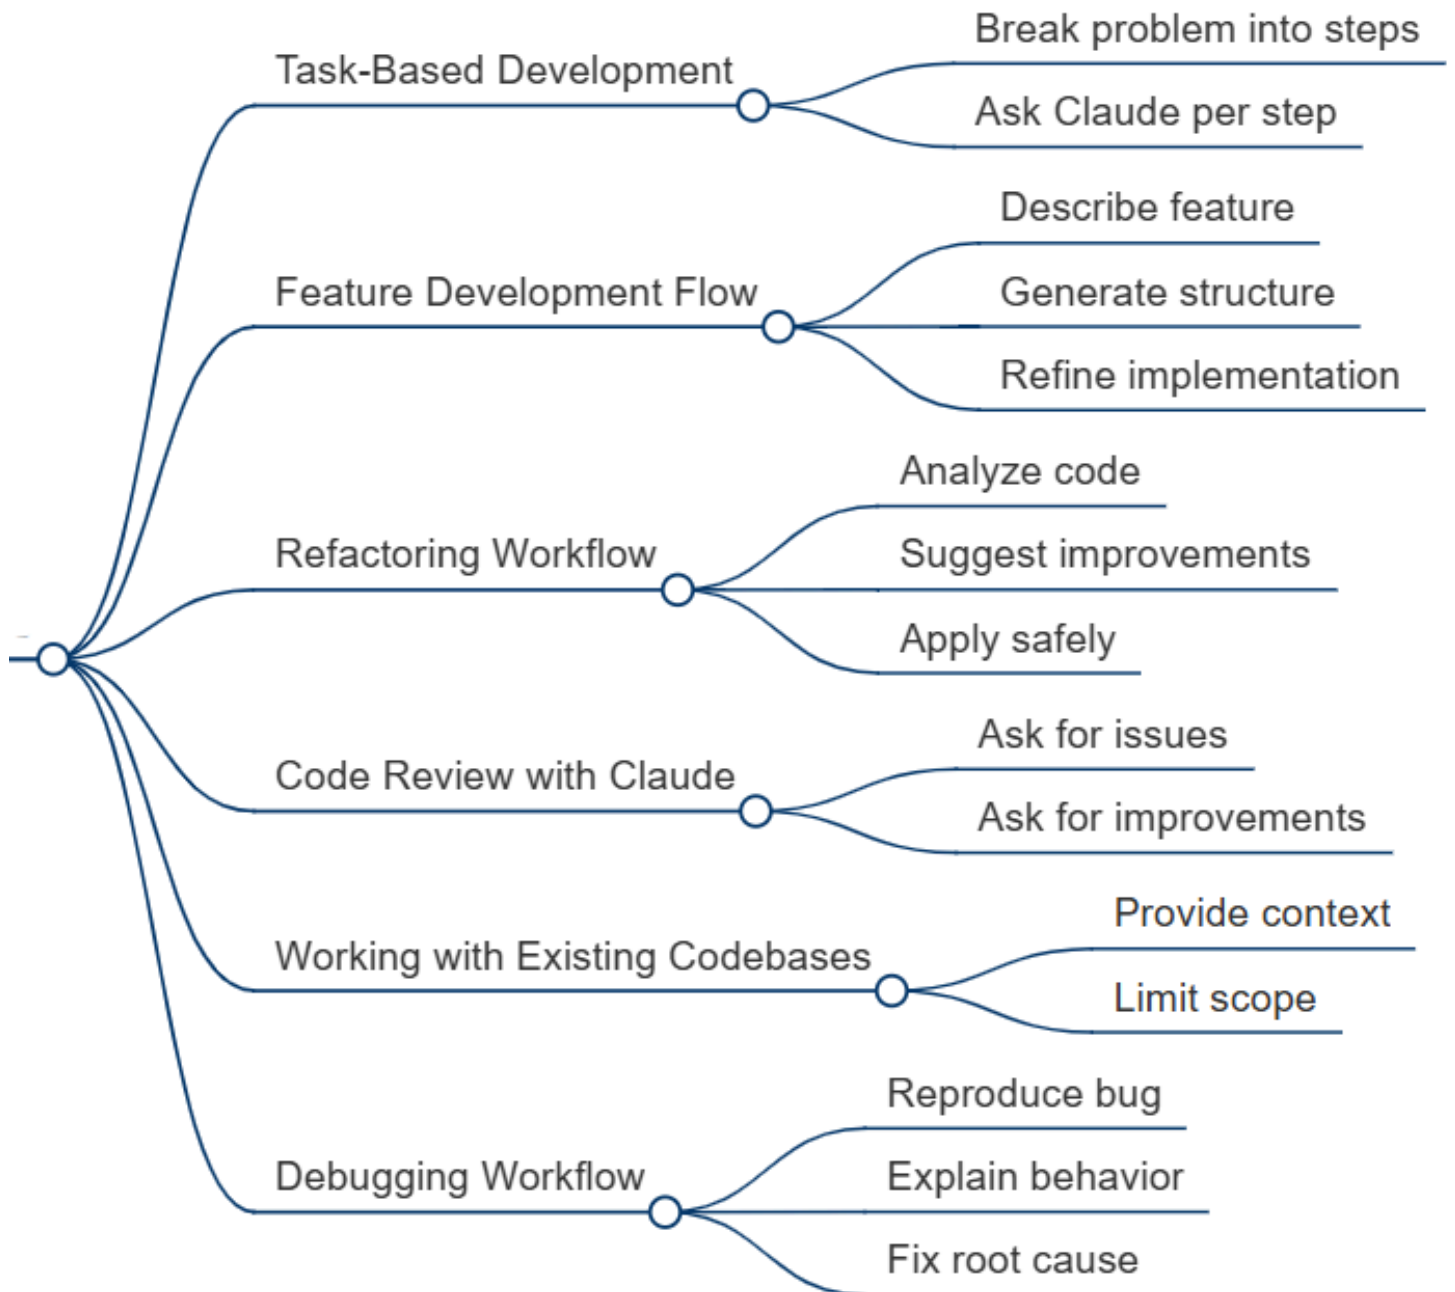 Task-Based Development
Break problem into steps
Ask Claude per step
Feature Development Flow
Describe feature
Generate structure
Refine implementation
Refactoring Workflow
Analyze code
Suggest improvements
Apply safely
Code Review with Claude
Ask for issues
Ask for improvements
Working with Existing Codebases
Provide context
Limit scope
Debugging Workflow
Reproduce bug
Explain behavior
Fix root cause